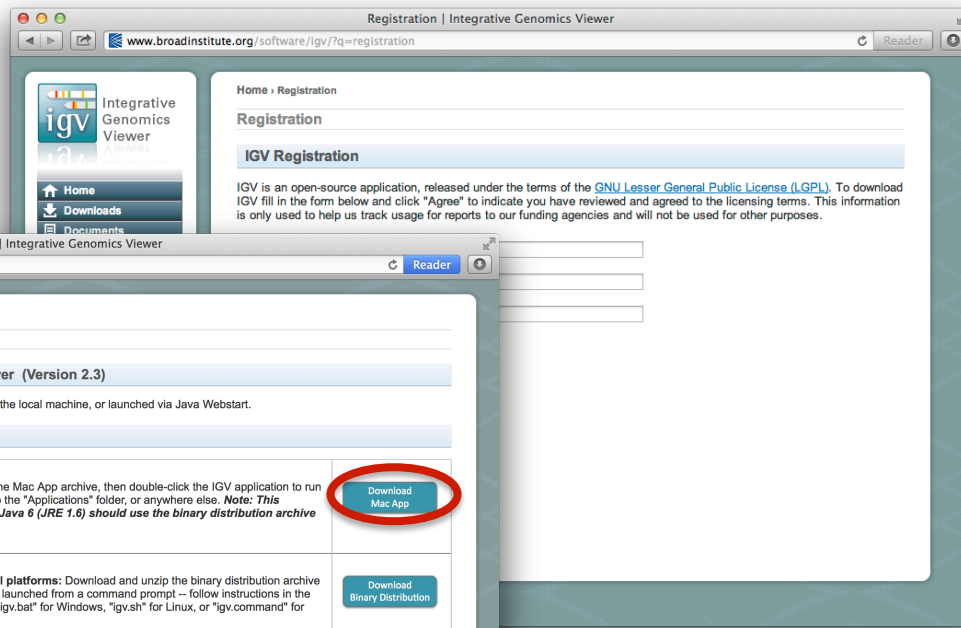 Registration | Integrative Genomics Viewer
www.broadinstitute.org/software/igv/?q=registration
Reader
igv
Integrative
Genomics
Viewer
Home
Downloads
Documents
Home › Registration
Registration
IGV Registration
IGV is an open-source application, released under the terms of the GNU Lesser General Public License (LGPL). To download
IGV fill in the form below and click "Agree" to indicate you have reviewed and agreed to the licensing terms. This information
is only used to help us track usage for reports to our funding agencies and will not be used for other purposes.
| Integrative Genomics Viewer
Reader
er (Version 2.3)
the local machine, or launched via Java Webstart.
he Mac App archive, then double-click the IGV application to run
the "Applications" folder, or anywhere else. Note: This
Java 6 (JRE 1.6) should use the binary distribution archive
Download
Mac App
l platforms: Download and unzip the binary distribution archive
launched from a command prompt -- follow instructions in the
igv.bat" for Windows, "igv.sh" for Linux, or "igv.command" for
Download
Binary Distribution